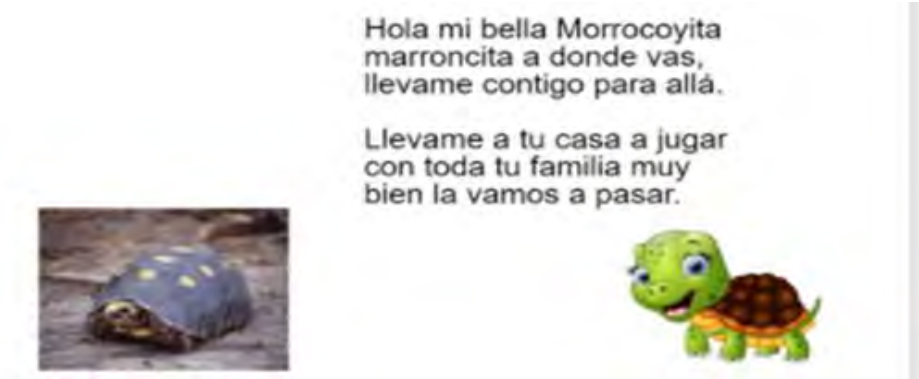 Hola mi bella Morrocoyita
marroncita a donde vas,
llevame contigo para allá.
Llevame a tu casa a jugar
con toda tu familia muy
bien la vamos a pasar.